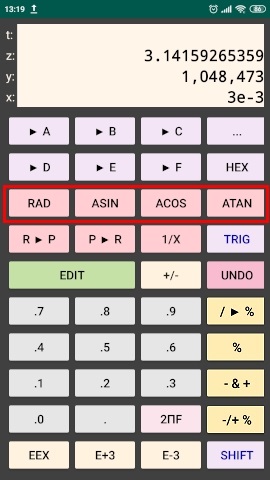 13:19 86
t:
z: 3.14159265359
y: 1,048,473
x: 3e-3
► A ► B ► C ...
► D ► E ► F HEX
RAD ASIN ACOS ATAN
R ► P P ► R 1/X TRIG
EDIT +/- UNDO
.7 .8 .9 / ► %
.4 .5 .6 %
.1 .2 .3 - & +
.0 . 2ΠF -/+ %
EEX E+3 E-3 SHIFT